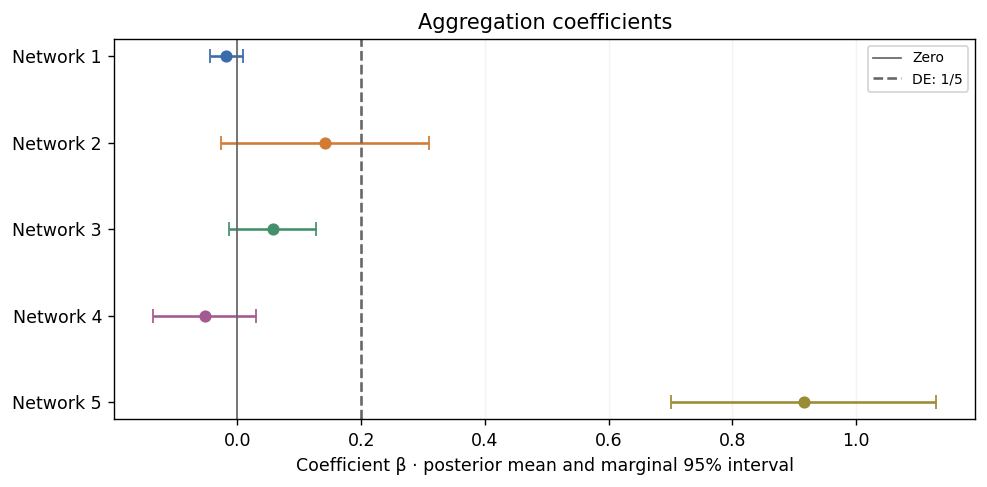 Aggregation coefficients
Network 1
Network 2
Network 3
Network 4
Network 5
Zero
DE: 1/5
0.0 0.2 0.4 0.6 0.8 1.0
Coefficient β · posterior mean and marginal 95% interval